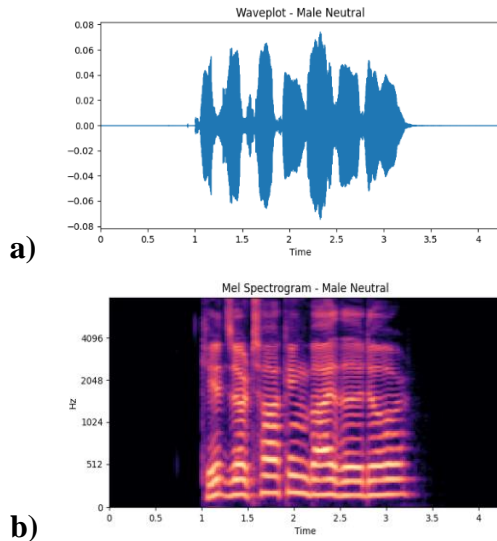 Waveplot - Male Neutral
0.08
0.06
0.04
0.02
0.00
−0.02
−0.04
−0.06
−0.08
0 0.5 1 1.5 2 2.5 3 3.5 4
Time
a)
Mel Spectrogram - Male Neutral
4096
2048
1024
512
0
Hz
0 0.5 1 1.5 2 2.5 3 3.5 4
Time
b)